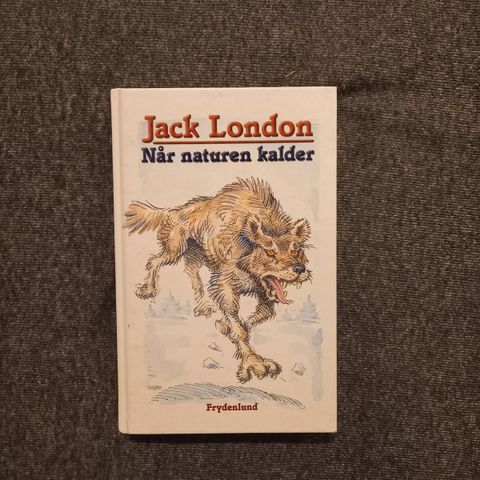 Jack London
Når naturen kalder
Frydenlund